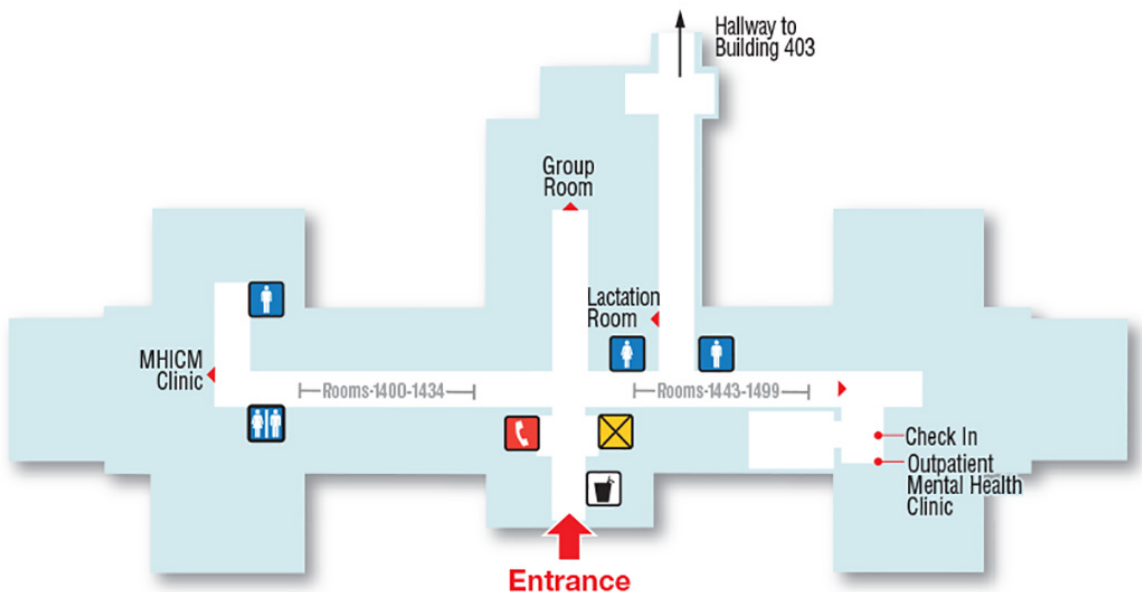 Hallway to
Building 403
Group
Room
Lactation
Room
MHICM
Clinic
Rooms-1400-1434
Rooms-1443-1499
Check In
Outpatient
Mental Health
Clinic
Entrance